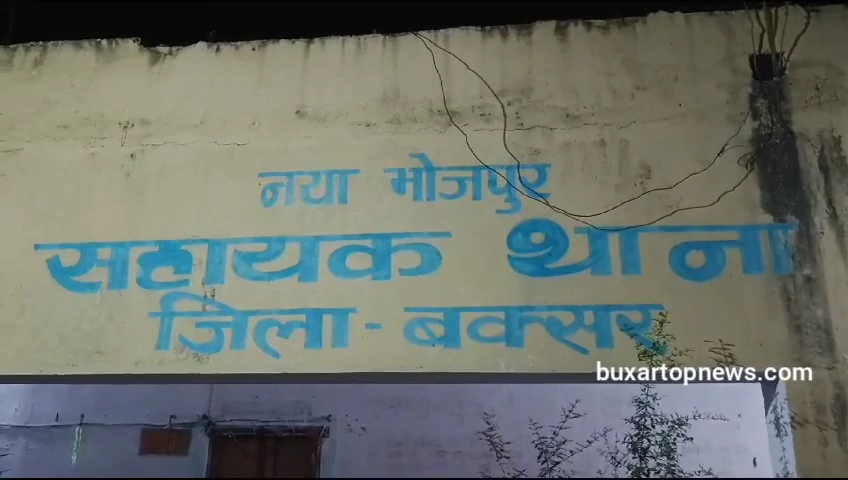 नया भोजपुर
सहायक थाना
जिला - बक्सर
buxartopnews.com